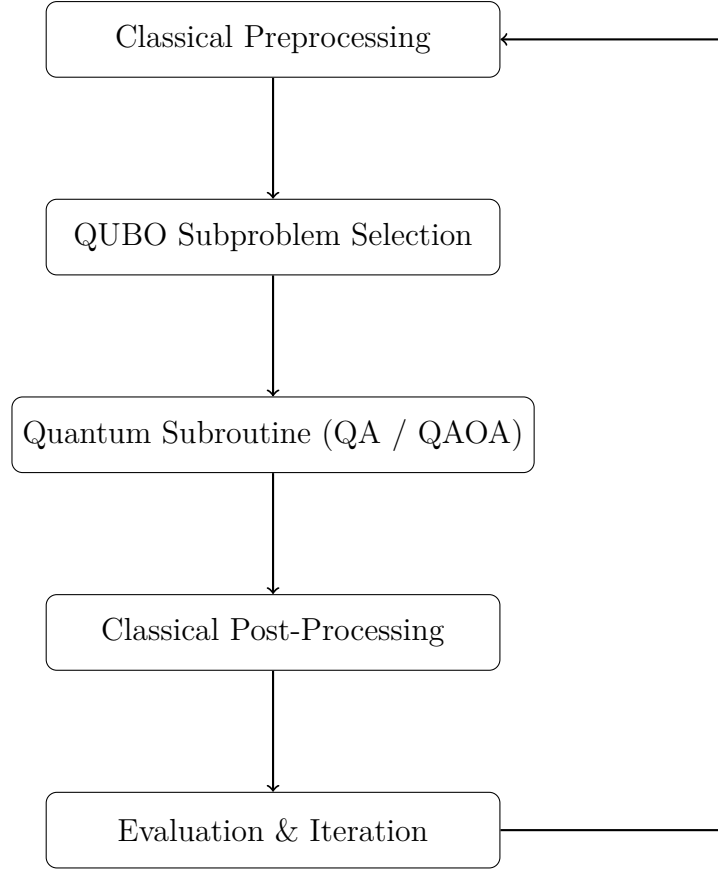 Classical Preprocessing
QUBO Subproblem Selection
Quantum Subroutine (QA / QAOA)
Classical Post-Processing
Evaluation & Iteration